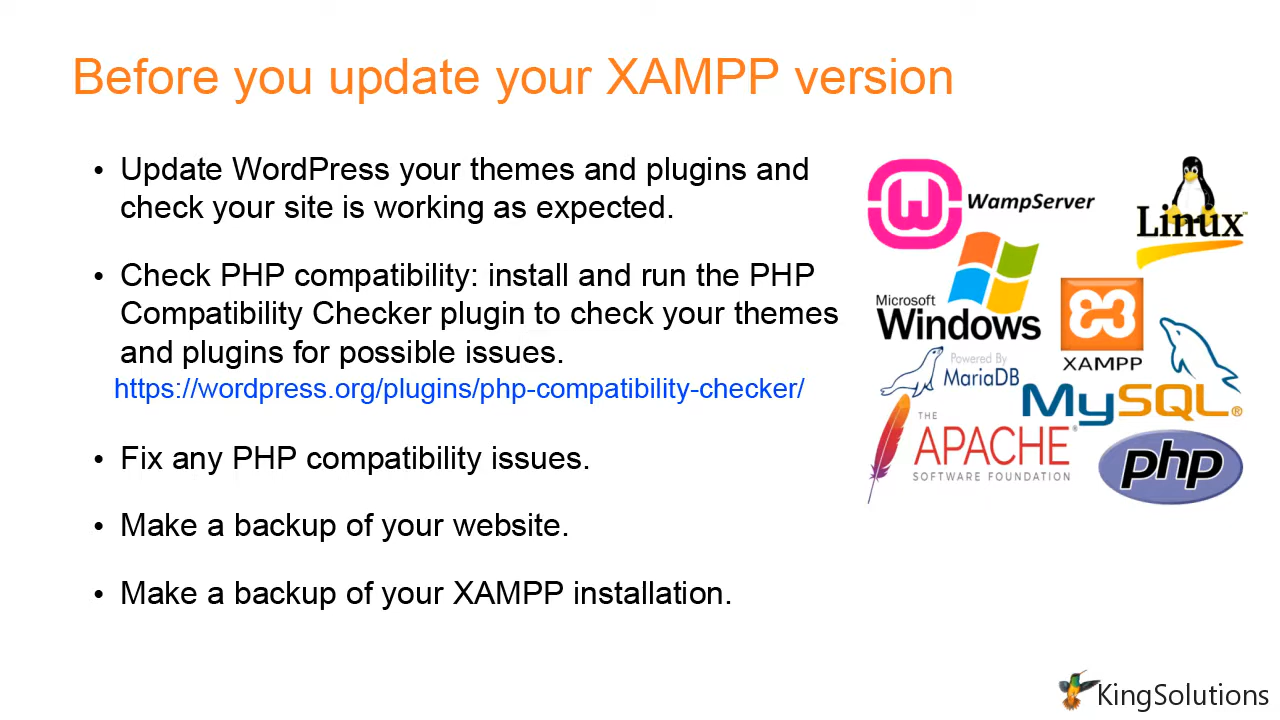 Before you update your XAMPP version
• Update WordPress your themes and plugins and
check your site is working as expected.
• Check PHP compatibility: install and run the PHP
Compatibility Checker plugin to check your themes
and plugins for possible issues.
https://wordpress.org/plugins/php-compatibility-checker/
• Fix any PHP compatibility issues.
• Make a backup of your website.
• Make a backup of your XAMPP installation.
W
WampServer
Linux™
Microsoft
Windows
XAMPP
Powered By
MariaDB
MySQL®
THE
APACHE®
SOFTWARE FOUNDATION
php
KingSolutions